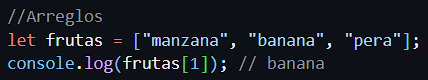 //Arreglos
let frutas = ["manzana", "banana", "pera"];
console.log(frutas[1]); // banana